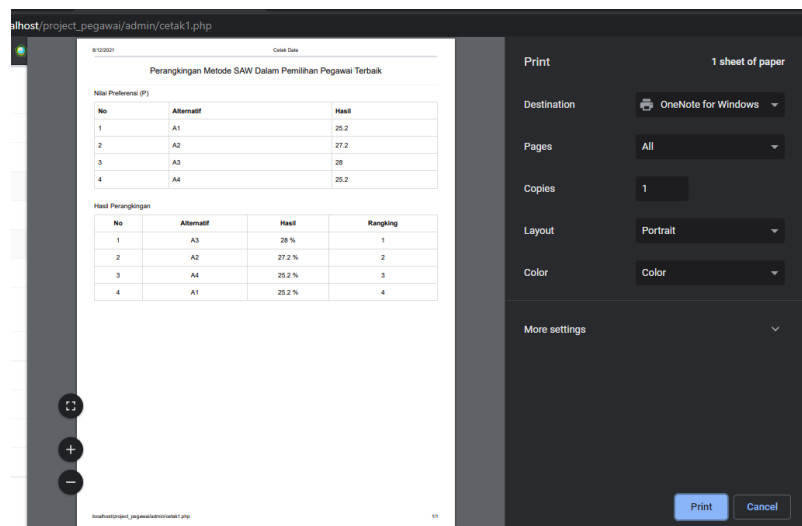 alhost/project_pegawai/admin/cetak1.php
8/12/2021 Cetak Data
Perangkingan Metode SAW Dalam Pemilihan Pegawai Terbaik
Nilai Preferensi (P)
No Alternatif Hasil
1 A1 25.2
2 A2 27.2
3 A3 28
4 A4 25.2
Hasil Perangkingan
No Alternatif Hasil Rangking
1 A3 28 % 1
2 A2 27.2 % 2
3 A4 25.2 % 3
4 A1 25.2 % 4
localhost/project_pegawai/admin/cetak1.php 1/1
Print 1 sheet of paper
Destination OneNote for Windows
Pages All
Copies 1
Layout Portrait
Color Color
More settings
Print Cancel